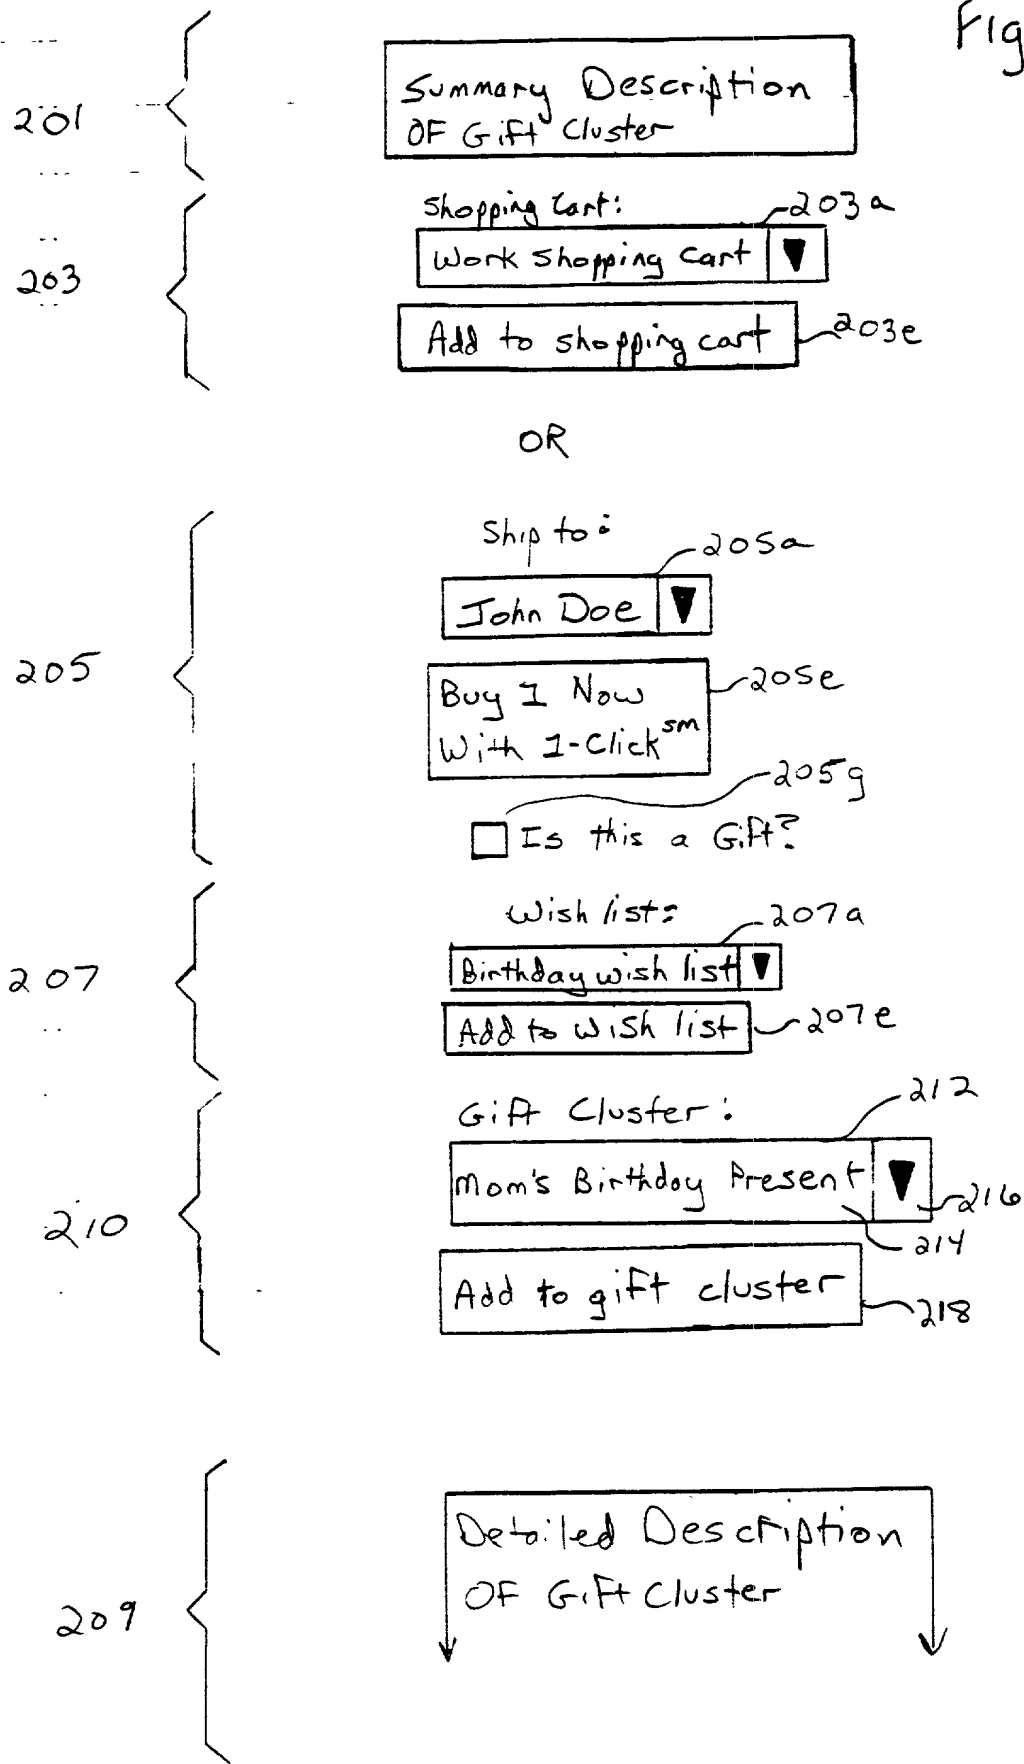 Fig
201
Summary Description
OF Gift Cluster
Shopping Cart:
203a
203
Work Shopping Cart
Add to shopping cart
203e
OR
Ship to:
205a
John Doe
205
Buy 1 Now
With 1-Click sm
205e
205g
Is this a Gift?
Wish list:
207a
207
Birthday wish list
Add to wish list
207e
Gift Cluster:
212
210
Mom's Birthday Present
216
214
Add to gift cluster
218
209
Detailed Description
OF Gift Cluster